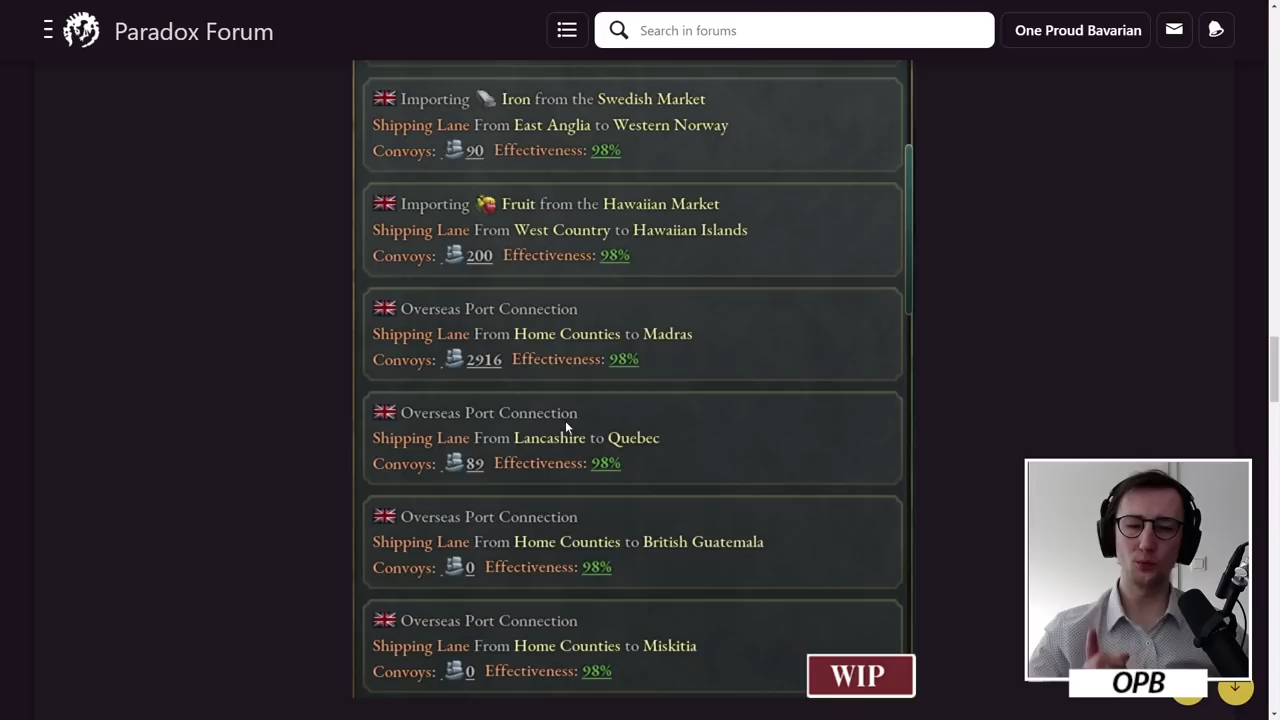 Paradox Forum
Search in forums
One Proud Bavarian
Importing Iron from the Swedish Market
Shipping Lane From East Anglia to Western Norway
Convoys: 90 Effectiveness: 98%
Importing Fruit from the Hawaiian Market
Shipping Lane From West Country to Hawaiian Islands
Convoys: 200 Effectiveness: 98%
Overseas Port Connection
Shipping Lane From Home Counties to Madras
Convoys: 2916 Effectiveness: 98%
Overseas Port Connection
Shipping Lane From Lancashire to Quebec
Convoys: 89 Effectiveness: 98%
Overseas Port Connection
Shipping Lane From Home Counties to British Guatemala
Convoys: 0 Effectiveness: 98%
Overseas Port Connection
Shipping Lane From Home Counties to Miskitia
Convoys: 0 Effectiveness: 98%
WIP
OPB